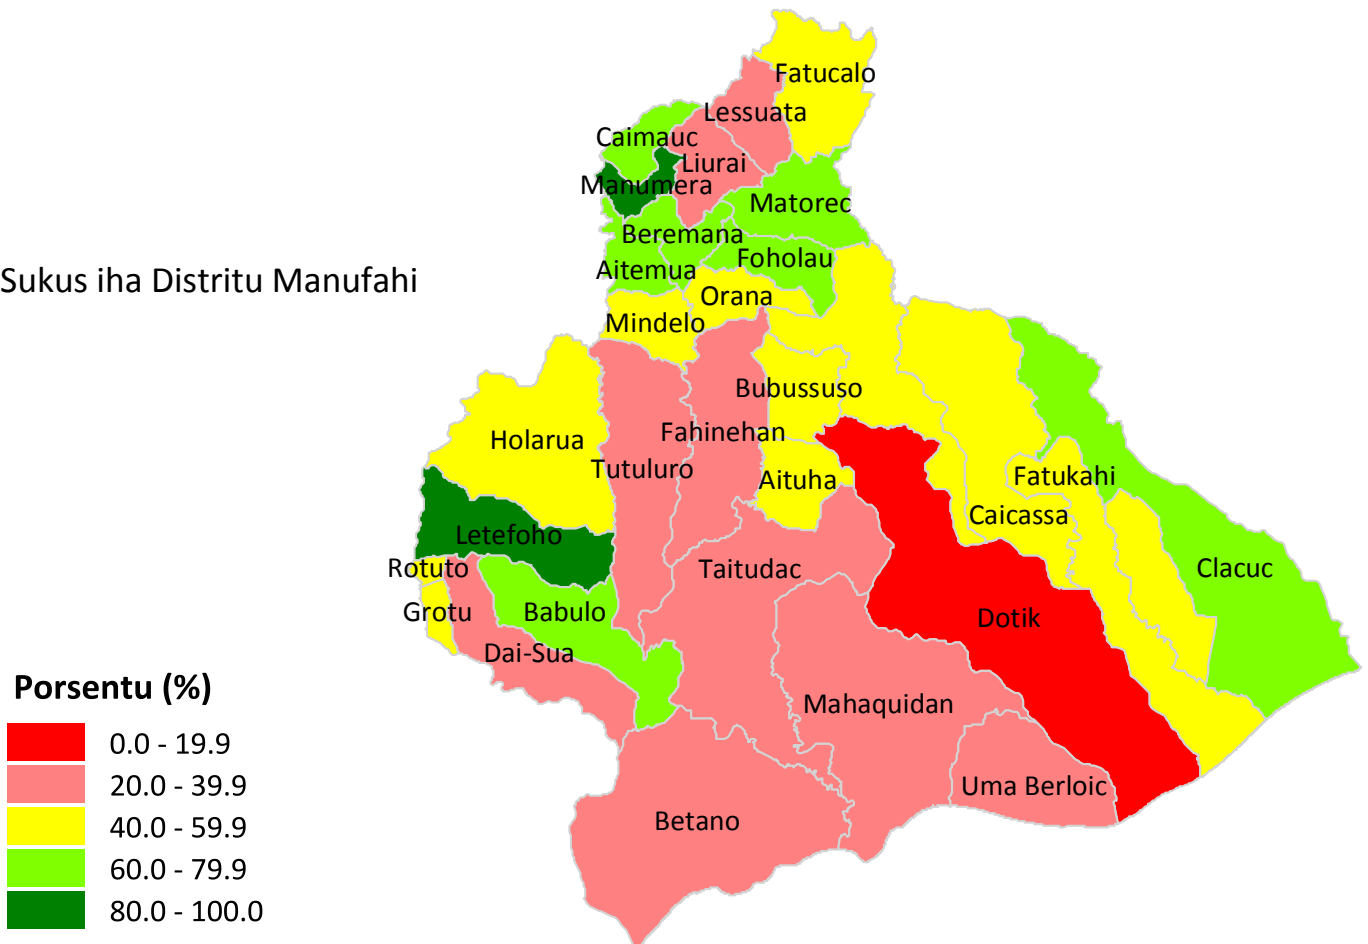 Fatucalo
Lessuata
Caimauc
Liurai
Manumera
Matorec
Beremana
Foholau
Aitemua
Sukus iha Distritu Manufahi
Orana
Mindelo
Bubussuso
Fahinehan
Holarua
Tutuluro
Fatukahi
Aituha
Caicassa
Letefoho
Rotuto
Taitudac
Clacuc
Grotu
Babulo
Dotik
Dai-Sua
Porsentu (%)
Mahaquidan
0.0 - 19.9
20.0 - 39.9
Uma Berloic
40.0 - 59.9
Betano
60.0 - 79.9
80.0 - 100.0